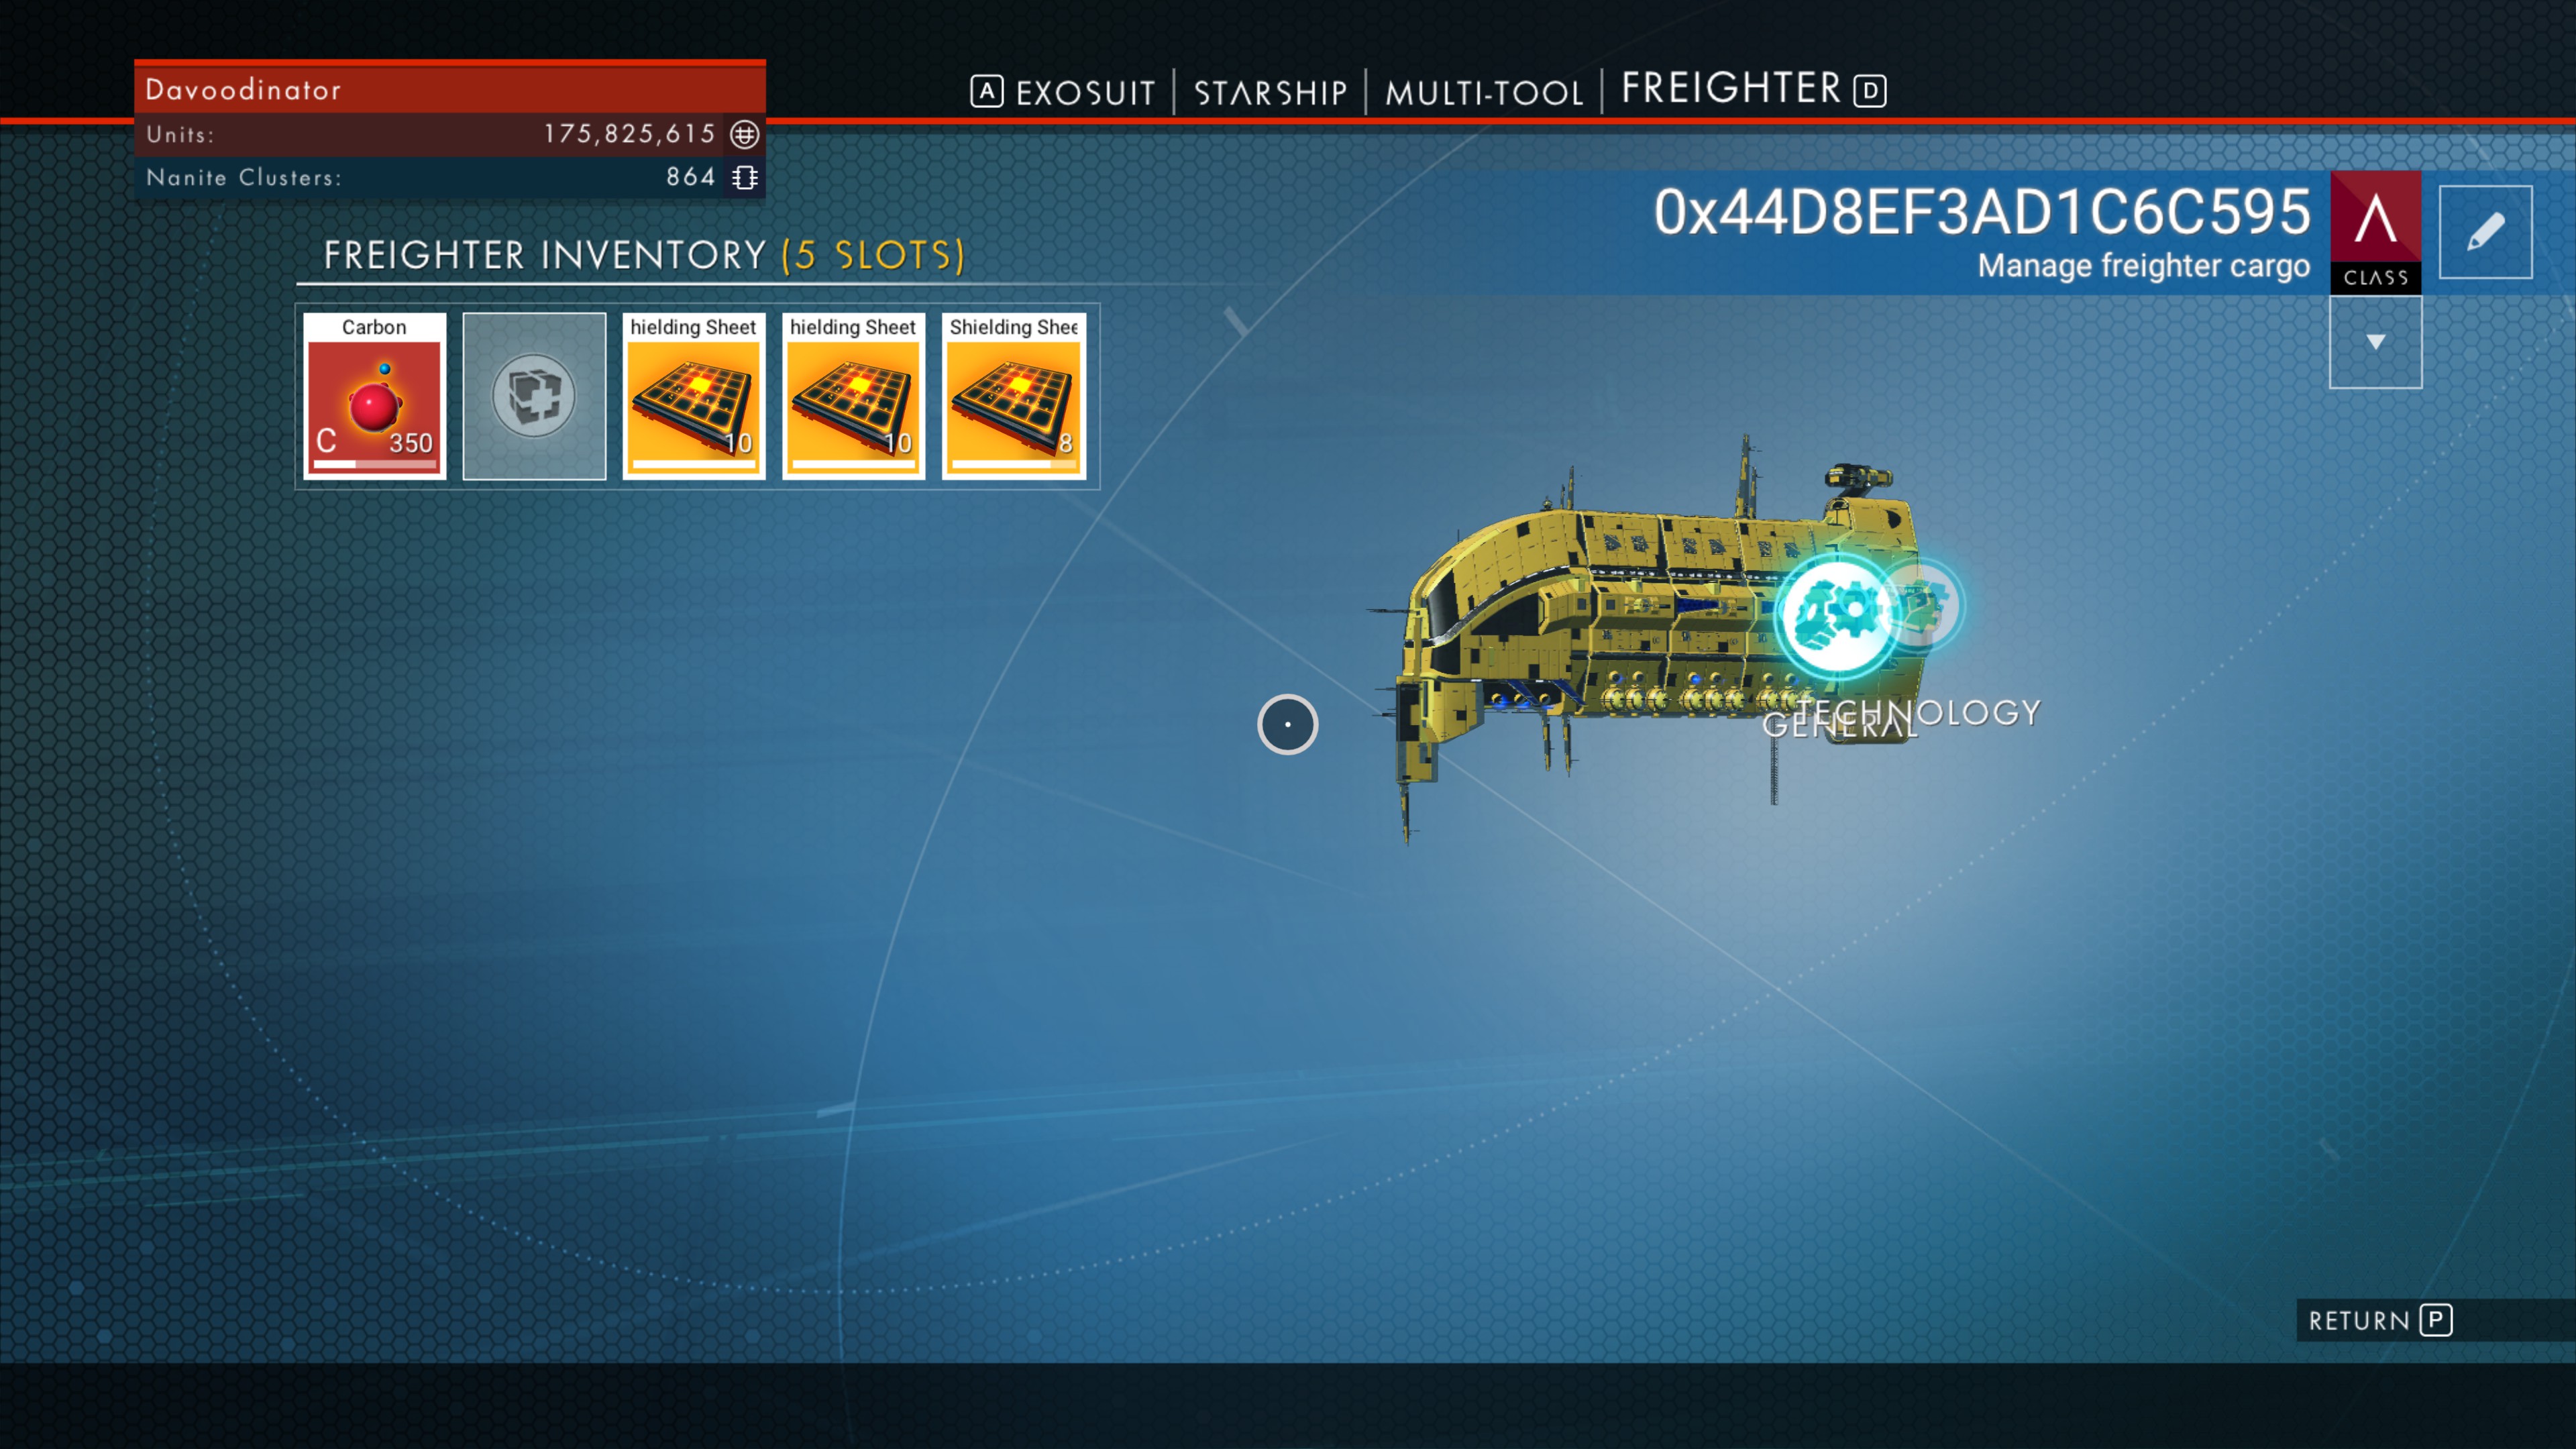 Davoodinator
Units: 175,825,615
Nanite Clusters: 864
A EXOSUIT STARSHIP MULTI-TOOL FREIGHTER D
0x44D8EF3AD1C6C595
Manage freighter cargo
A
CLASS
FREIGHTER INVENTORY (5 SLOTS)
Carbon
C 350
hielding Sheet
10
hielding Sheet
10
Shielding Shee
8
TECHNOLOGY
GENERAL
RETURN P